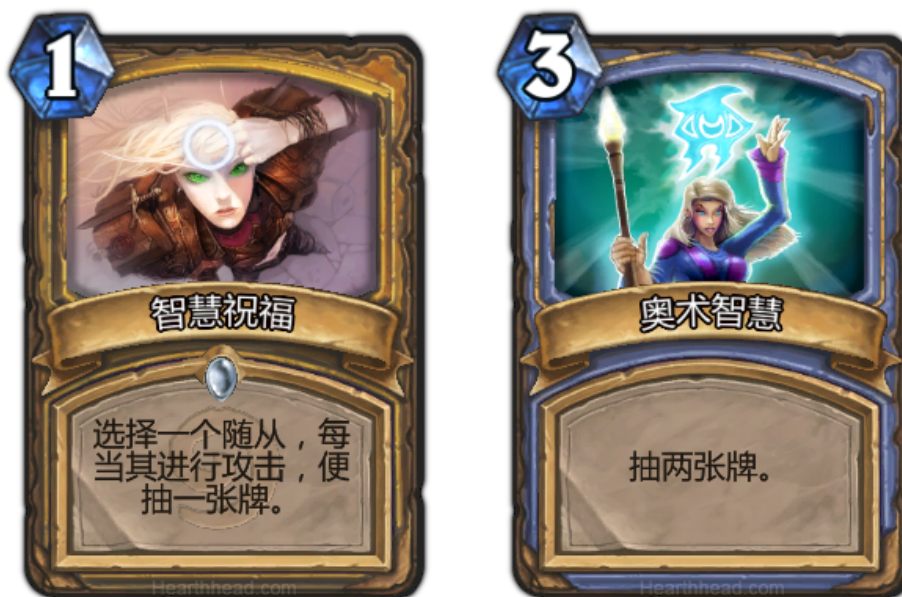 1
3
智慧祝福
奥术智慧
选择一个随从，每
当其进行攻击，便
抽一张牌。
抽两张牌。
Hearthhead.com
Hearthhead.com